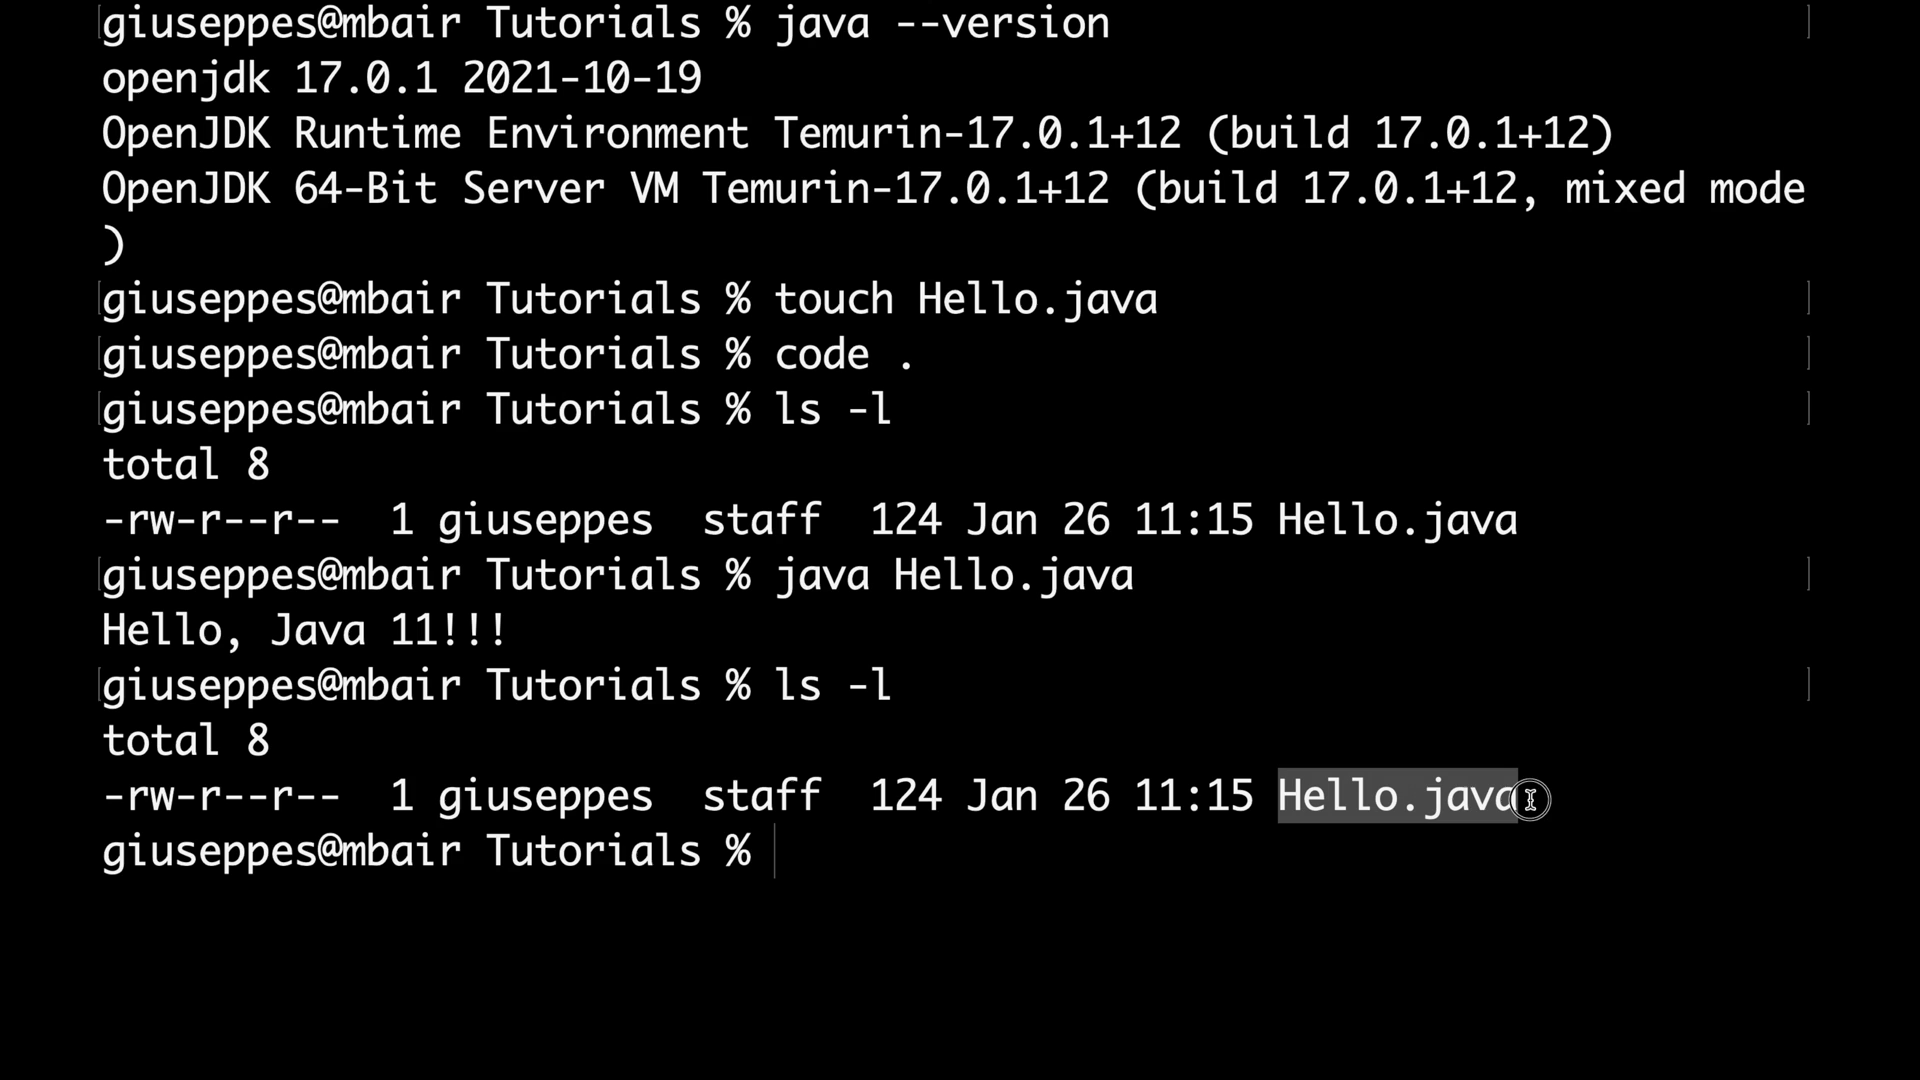 giuseppes@mbair Tutorials % java --version
openjdk 17.0.1 2021-10-19
OpenJDK Runtime Environment Temurin-17.0.1+12 (build 17.0.1+12)
OpenJDK 64-Bit Server VM Temurin-17.0.1+12 (build 17.0.1+12, mixed mode
)
giuseppes@mbair Tutorials % touch Hello.java
giuseppes@mbair Tutorials % code .
giuseppes@mbair Tutorials % ls -l
total 8
-rw-r--r--  1 giuseppes  staff  124 Jan 26 11:15 Hello.java
giuseppes@mbair Tutorials % java Hello.java
Hello, Java 11!!!
giuseppes@mbair Tutorials % ls -l
total 8
-rw-r--r--  1 giuseppes  staff  124 Jan 26 11:15 Hello.java
giuseppes@mbair Tutorials %